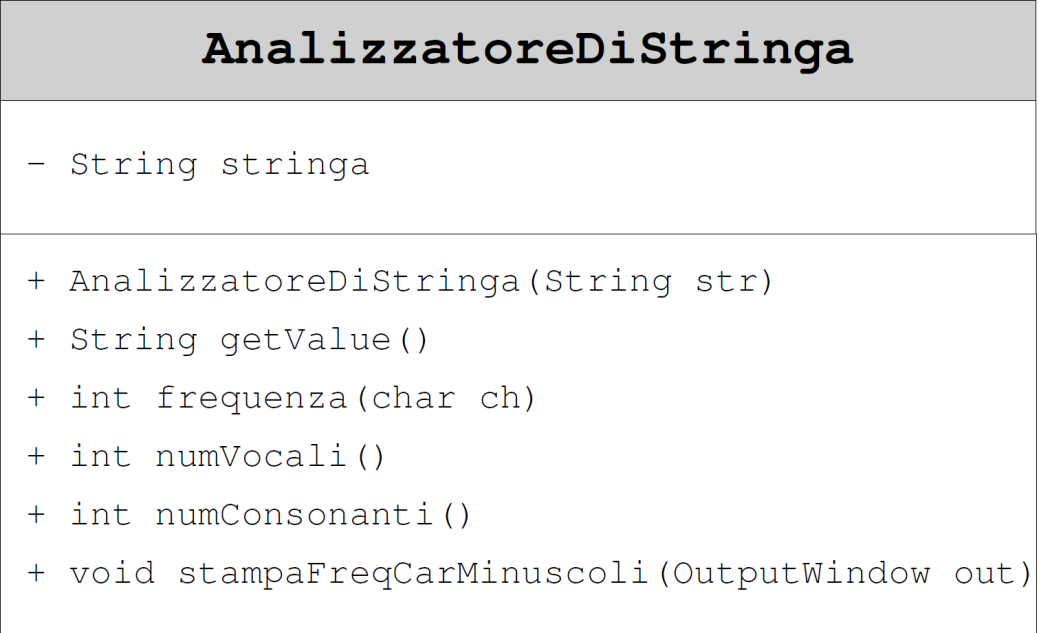 AnalizzatoreDiStringa
- String stringa
+ AnalizzatoreDiStringa(String str)
+ String getValue()
+ int frequenza(char ch)
+ int numVocali()
+ int numConsonanti()
+ void stampaFreqCarMinuscoli(OutputWindow out)